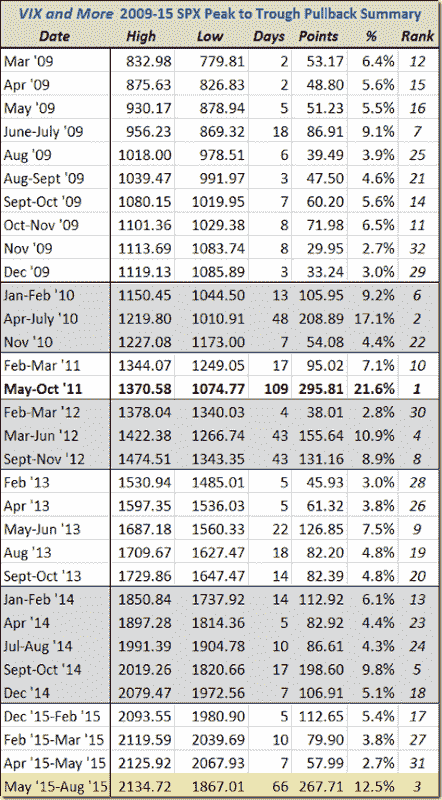 VIX and More 2009-15 SPX Peak to Trough Pullback Summary
Date High Low Days Points % Rank
Mar '09 832.98 779.81 2 53.17 6.4% 12
Apr '09 875.63 826.83 2 48.80 5.6% 15
May '09 930.17 878.94 5 51.23 5.5% 16
June-July '09 956.23 869.32 18 86.91 9.1% 7
Aug '09 1018.00 978.51 6 39.49 3.9% 25
Aug-Sept '09 1039.47 991.97 3 47.50 4.6% 21
Sept-Oct '09 1080.15 1019.95 7 60.20 5.6% 14
Oct-Nov '09 1101.36 1029.38 8 71.98 6.5% 11
Nov '09 1113.69 1083.74 8 29.95 2.7% 32
Dec '09 1119.13 1085.89 3 33.24 3.0% 29
Jan-Feb '10 1150.45 1044.50 13 105.95 9.2% 6
Apr-July '10 1219.80 1010.91 48 208.89 17.1% 2
Nov '10 1227.08 1173.00 7 54.08 4.4% 22
Feb-Mar '11 1344.07 1249.05 17 95.02 7.1% 10
May-Oct '11 1370.58 1074.77 109 295.81 21.6% 1
Feb-Mar '12 1378.04 1340.03 4 38.01 2.8% 30
Mar-Jun '12 1422.38 1266.74 43 155.64 10.9% 4
Sept-Nov '12 1474.51 1343.35 43 131.16 8.9% 8
Feb '13 1530.94 1485.01 5 45.93 3.0% 28
Apr '13 1597.35 1536.03 5 61.32 3.8% 26
May-Jun '13 1687.18 1560.33 22 126.85 7.5% 9
Aug '13 1709.67 1627.47 18 82.20 4.8% 19
Sept-Oct '13 1729.86 1647.47 14 82.39 4.8% 20
Jan-Feb '14 1850.84 1737.92 14 112.92 6.1% 13
Apr '14 1897.28 1814.36 5 82.92 4.4% 23
Jul-Aug '14 1991.39 1904.78 10 86.61 4.3% 24
Sept-Oct '14 2019.26 1820.66 17 198.60 9.8% 5
Dec '14 2079.47 1972.56 7 106.91 5.1% 18
Dec '15-Feb '15 2093.55 1980.90 5 112.65 5.4% 17
Feb '15-Mar '15 2119.59 2039.69 10 79.90 3.8% 27
Apr '15-May '15 2125.92 2067.93 7 57.99 2.7% 31
May '15-Aug '15 2134.72 1867.01 66 267.71 12.5% 3